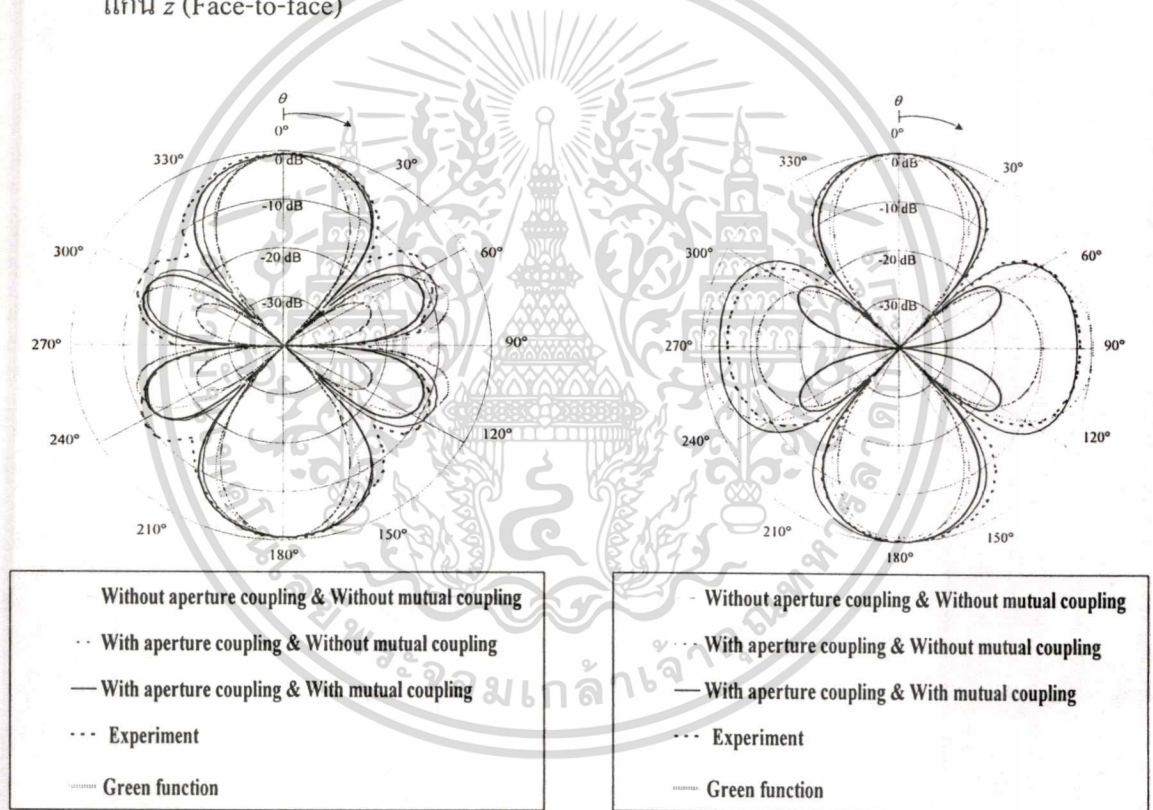 แกน z (Face-to-face)
θ
0°
330°
30°
0 dB
-10 dB
300°
60°
-20 dB
-30 dB
270°
90°
240°
120°
210°
150°
180°
θ
0°
330°
30°
0 dB
-10 dB
300°
60°
-20 dB
-30 dB
270°
90°
240°
120°
210°
150°
180°
Without aperture coupling & Without mutual coupling
With aperture coupling & Without mutual coupling
With aperture coupling & With mutual coupling
Experiment
Green function
Without aperture coupling & Without mutual coupling
With aperture coupling & Without mutual coupling
With aperture coupling & With mutual coupling
Experiment
Green function